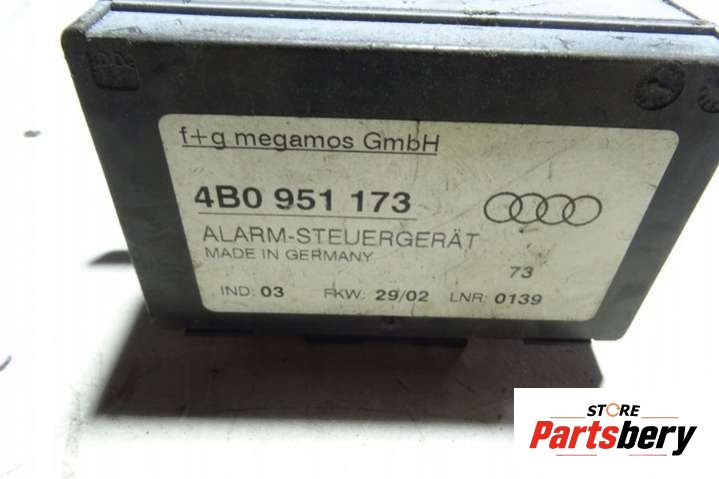 f+g megamos GmbH
4B0 951 173
ALARM-STEUERGERÄT
MADE IN GERMANY
73
IND: 03 FKW: 29/02 LNR: 0139
STORE
Partsbery